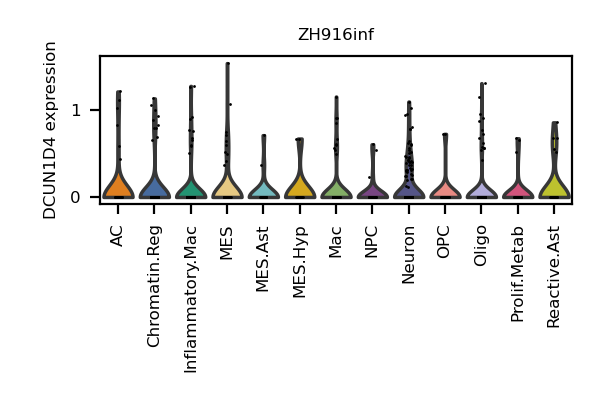 ZH916inf
DCUN1D4 expression
1
0
AC
Chromatin.Reg
Inflammatory.Mac
MES
MES.Ast
MES.Hyp
Mac
NPC
Neuron
OPC
Oligo
Prolif.Metab
Reactive.Ast